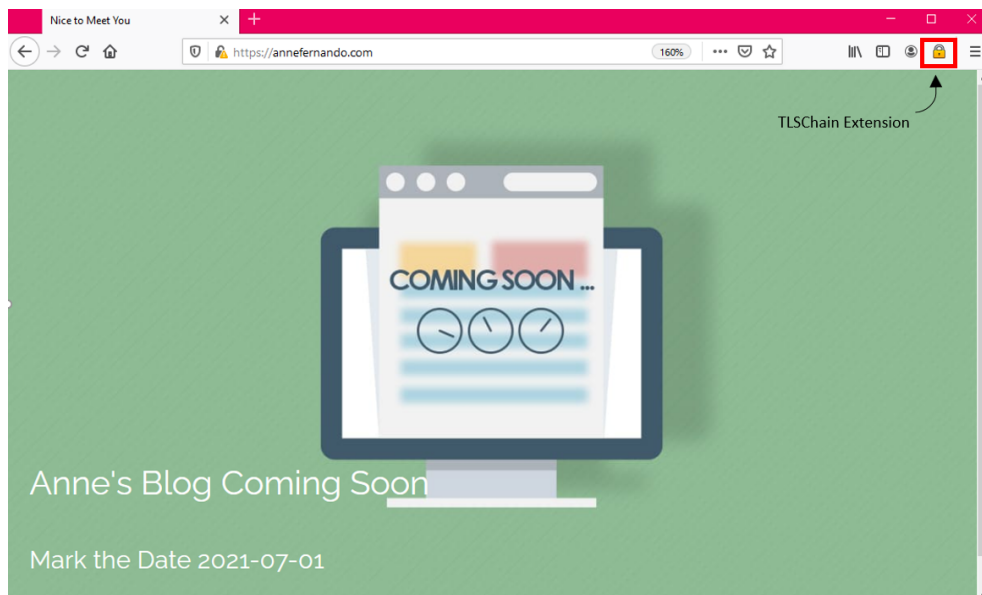 Nice to Meet You
https://annefernando.com
160%
TLSChain Extension
COMING SOON ...
Anne's Blog Coming Soon
Mark the Date 2021-07-01